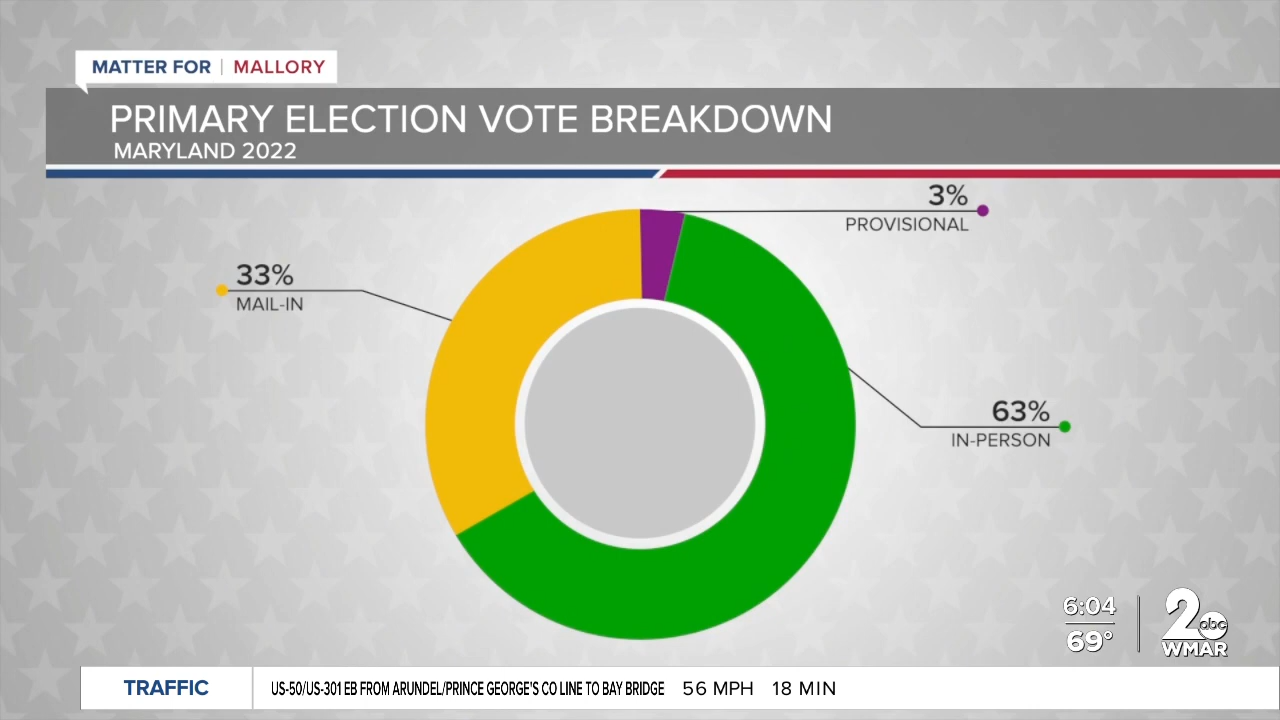 MATTER FOR | MALLORY
PRIMARY ELECTION VOTE BREAKDOWN
MARYLAND 2022
3%
PROVISIONAL
33%
MAIL-IN
63%
IN-PERSON
6:04
69°
2 abc
WMAR
TRAFFIC
US-50/US-301 EB FROM ARUNDEL/PRINCE GEORGE'S CO LINE TO BAY BRIDGE 56 MPH 18 MIN